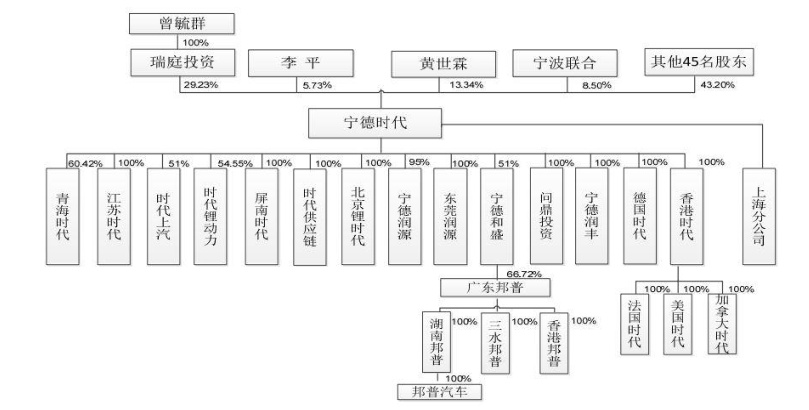 曾毓群
100%
瑞庭投资
李 平
黄世霖
宁波联合
其他45名股东
29.23%
5.73%
13.34%
8.50%
43.20%
宁德时代
60.42%
100%
51%
54.55%
100%
100%
100%
95%
100%
51%
100%
100%
100%
100%
青海时代
江苏时代
时代上汽
时代锂动力
屏南时代
时代供应链
北京锂时代
宁德润源
东莞润源
宁德和盛
问鼎投资
宁德润丰
德国时代
香港时代
上海分公司
66.72%
广东邦普
100%
100%
100%
湖南邦普
三水邦普
香港邦普
100%
100%
100%
法国时代
美国时代
加拿大时代
100%
邦普汽车